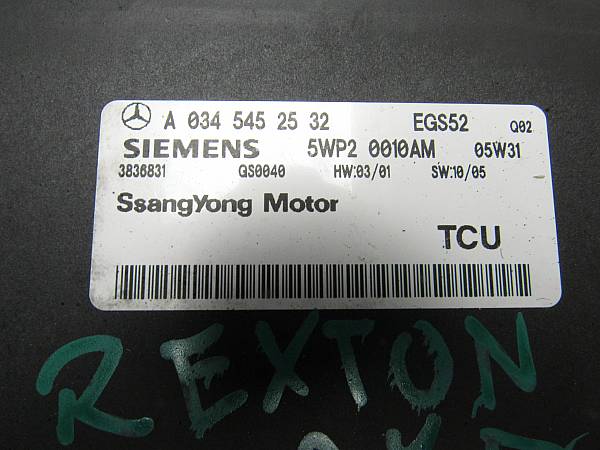 A 034 545 25 32 EGS52 Q02
SIEMENS 5WP2 0010AM 05W31
3836831 QS0040 HW:03/01 SW:10/05
SsangYong Motor
TCU
REXTON